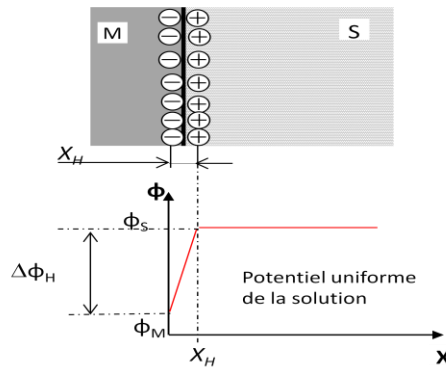 M
S
X_H
Φ
ϕ_S
Δϕ_H
Potentiel uniforme
de la solution
ϕ_M
X_H
x